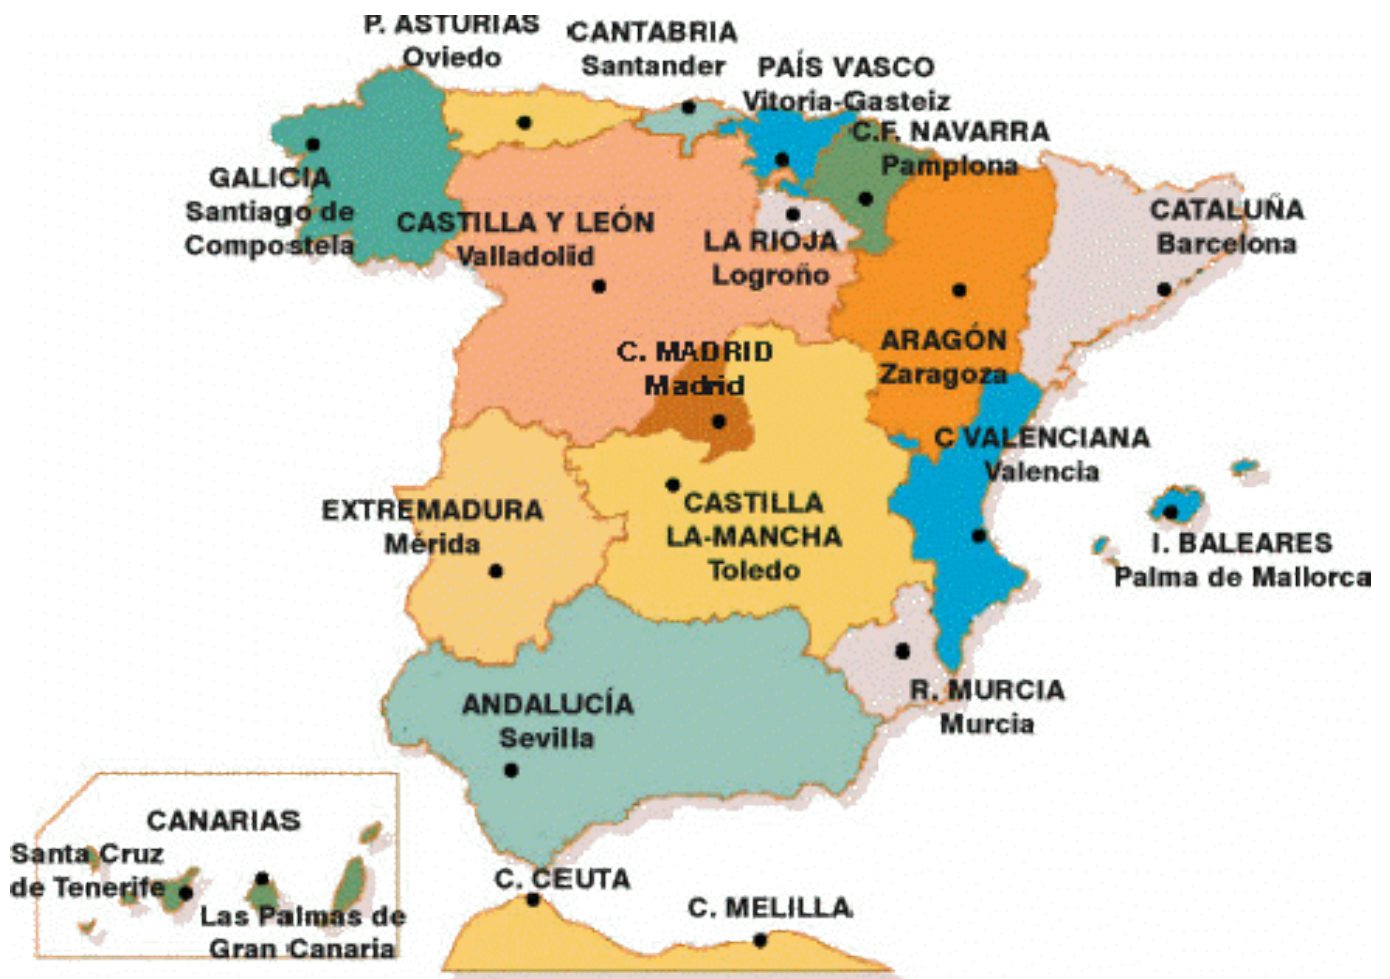 P. ASTURIAS
Oviedo
CANTABRIA
Santander
PAÍS VASCO
Vitoria-Gasteiz
C.F. NAVARRA
Pamplona
GALICIA
Santiago de
Compostela
CASTILLA Y LEÓN
Valladolid
LA RIOJA
Logroño
CATALUÑA
Barcelona
ARAGÓN
Zaragoza
C. MADRID
Madrid
C VALENCIANA
Valencia
EXTREMADURA
Mérida
CASTILLA
LA-MANCHA
Toledo
I. BALEARES
Palma de Mallorca
R. MURCIA
Murcia
ANDALUCÍA
Sevilla
CANARIAS
Santa Cruz
de Tenerife
Las Palmas de
Gran Canaria
C. CEUTA
C. MELILLA